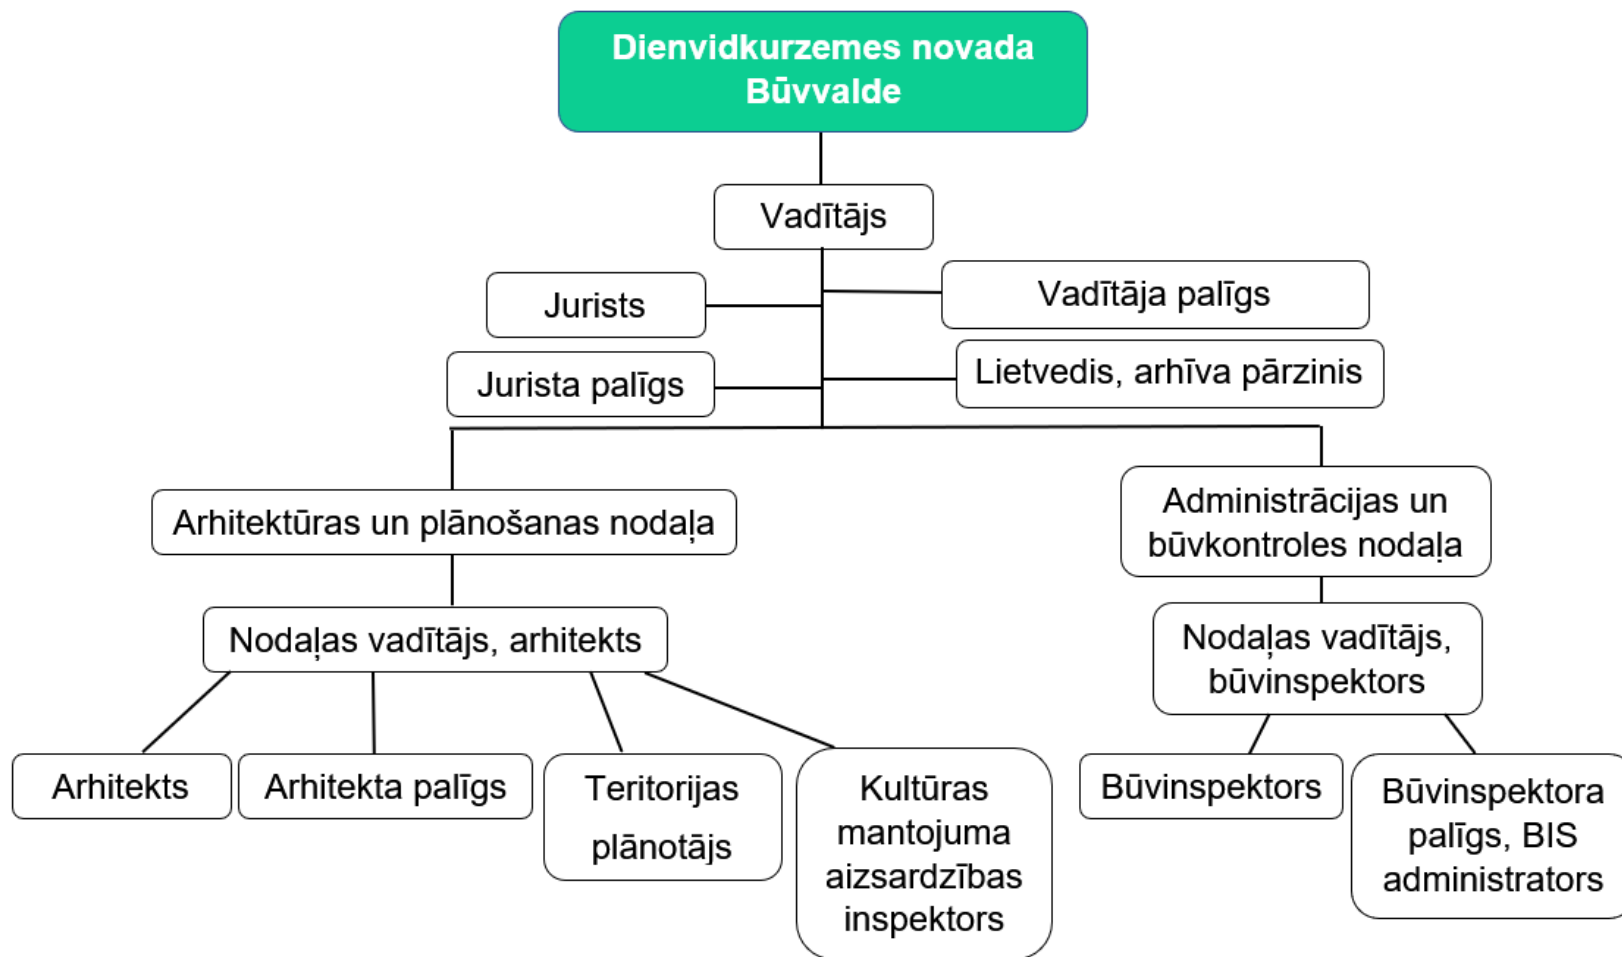 Dienvidkurzemes novada
Būvvalde
Vadītājs
Jurists
Vadītāja palīgs
Jurista palīgs
Lietvedis, arhīva pārzinis
Arhitektūras un plānošanas nodaļa
Administrācijas un
būvkontroles nodaļa
Nodaļas vadītājs, arhitekts
Nodaļas vadītājs,
būvinspektors
Arhitekts
Arhitekta palīgs
Teritorijas
plānotājs
Kultūras
mantojuma
aizsardzības
inspektors
Būvinspektors
Būvinspektora
palīgs, BIS
administrators